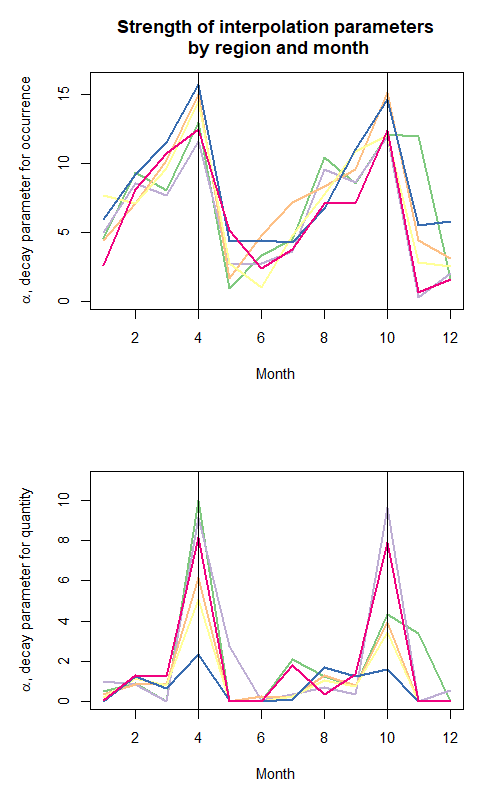 Strength of interpolation parameters
by region and month
α, decay parameter for occurrence
15
10
5
0
2 4 6 8 10 12
Month
α, decay parameter for quantity
10
8
6
4
2
0
2 4 6 8 10 12
Month